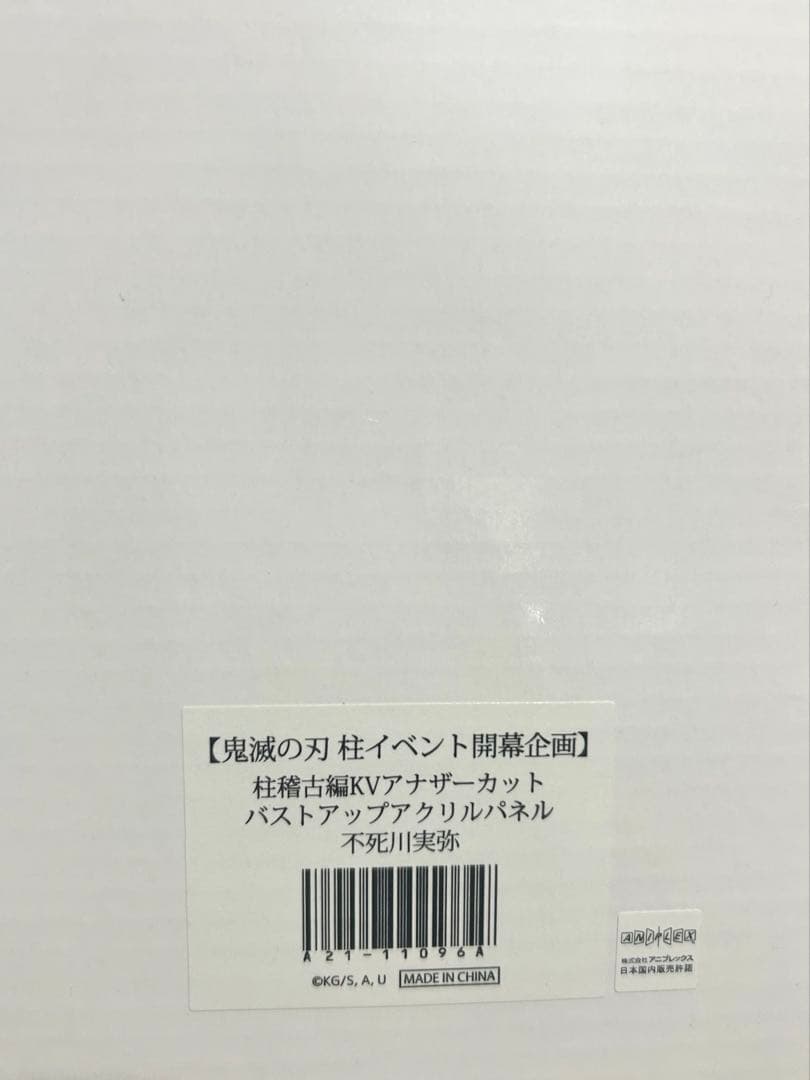 【鬼滅の刃 柱イベント開幕企画】
柱稽古編KVアナザーカット
バストアップアクリルパネル
不死川実弥
A21-11096A
©KG/S, A, U MADE IN CHINA
ANIPLEX
株式会社アニプレックス
日本国内販売許諾